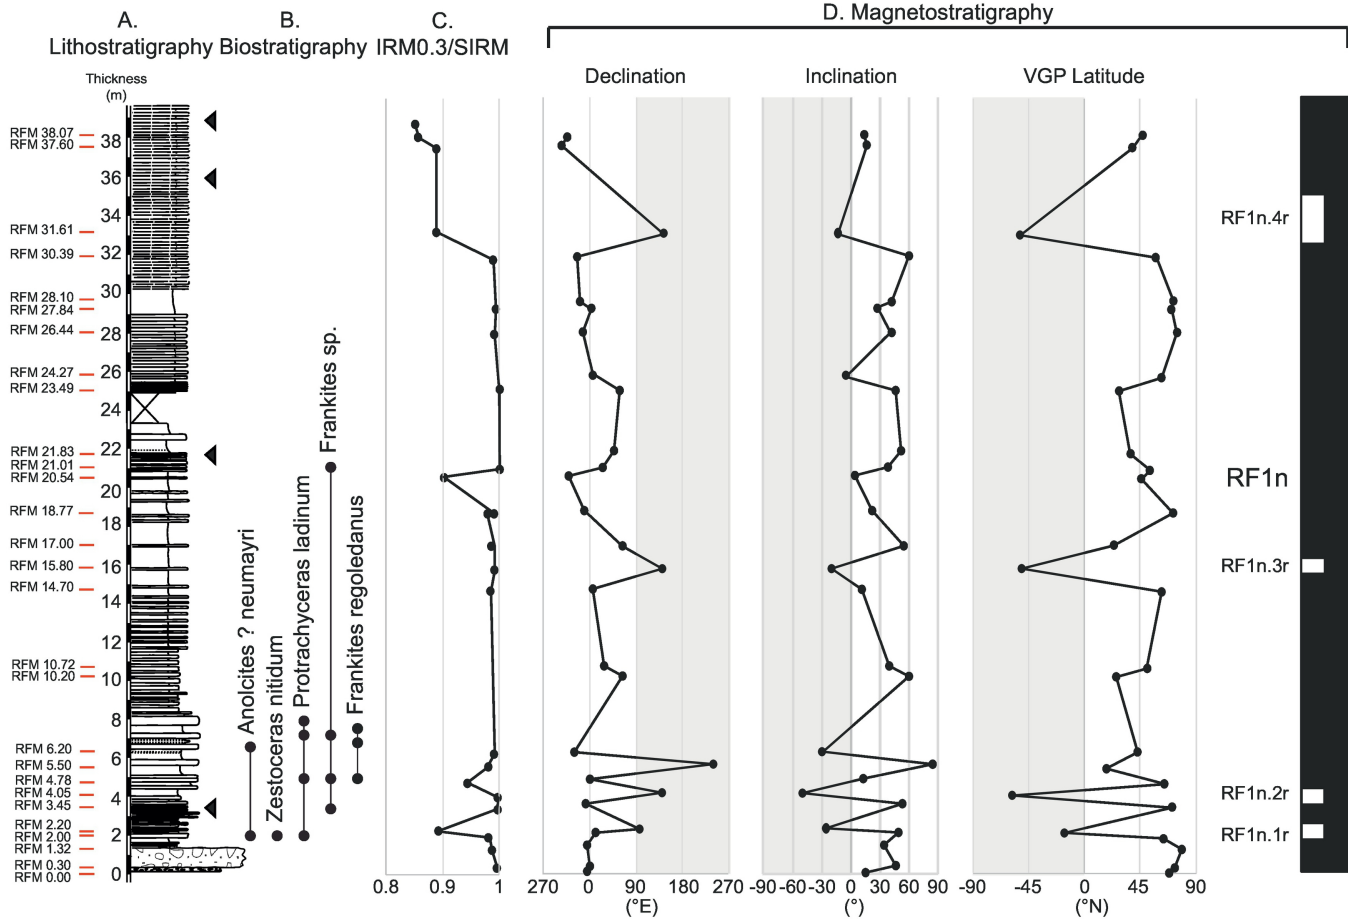 A.
B.
C.
D. Magnetostratigraphy
Lithostratigraphy
Biostratigraphy
IRM0.3/SIRM
Declination
Inclination
VGP Latitude
Thickness
(m)
RFM 38.07
RFM 37.60
RFM 31.61
RFM 30.39
RFM 28.10
RFM 27.84
RFM 26.44
RFM 24.27
RFM 23.49
RFM 21.83
RFM 21.01
RFM 20.54
RFM 18.77
RFM 17.00
RFM 15.80
RFM 14.70
RFM 10.72
RFM 10.20
RFM 6.20
RFM 5.50
RFM 4.78
RFM 4.05
RFM 3.45
RFM 2.20
RFM 2.00
RFM 1.32
RFM 0.30
RFM 0.00
38
36
34
32
30
28
26
24
22
20
18
16
14
12
10
8
6
4
2
0
Anolcites ? neumayri
Zestoceras nitidum
Protrachyceras ladinum
Frankites sp.
Frankites regoledanus
0.8 0.9 1
270 0 90 180 270
(°E)
-90 -60 -30 0 30 60 90
(°)
-90 -45 0 45 90
(°N)
RF1n.4r
RF1n
RF1n.3r
RF1n.2r
RF1n.1r